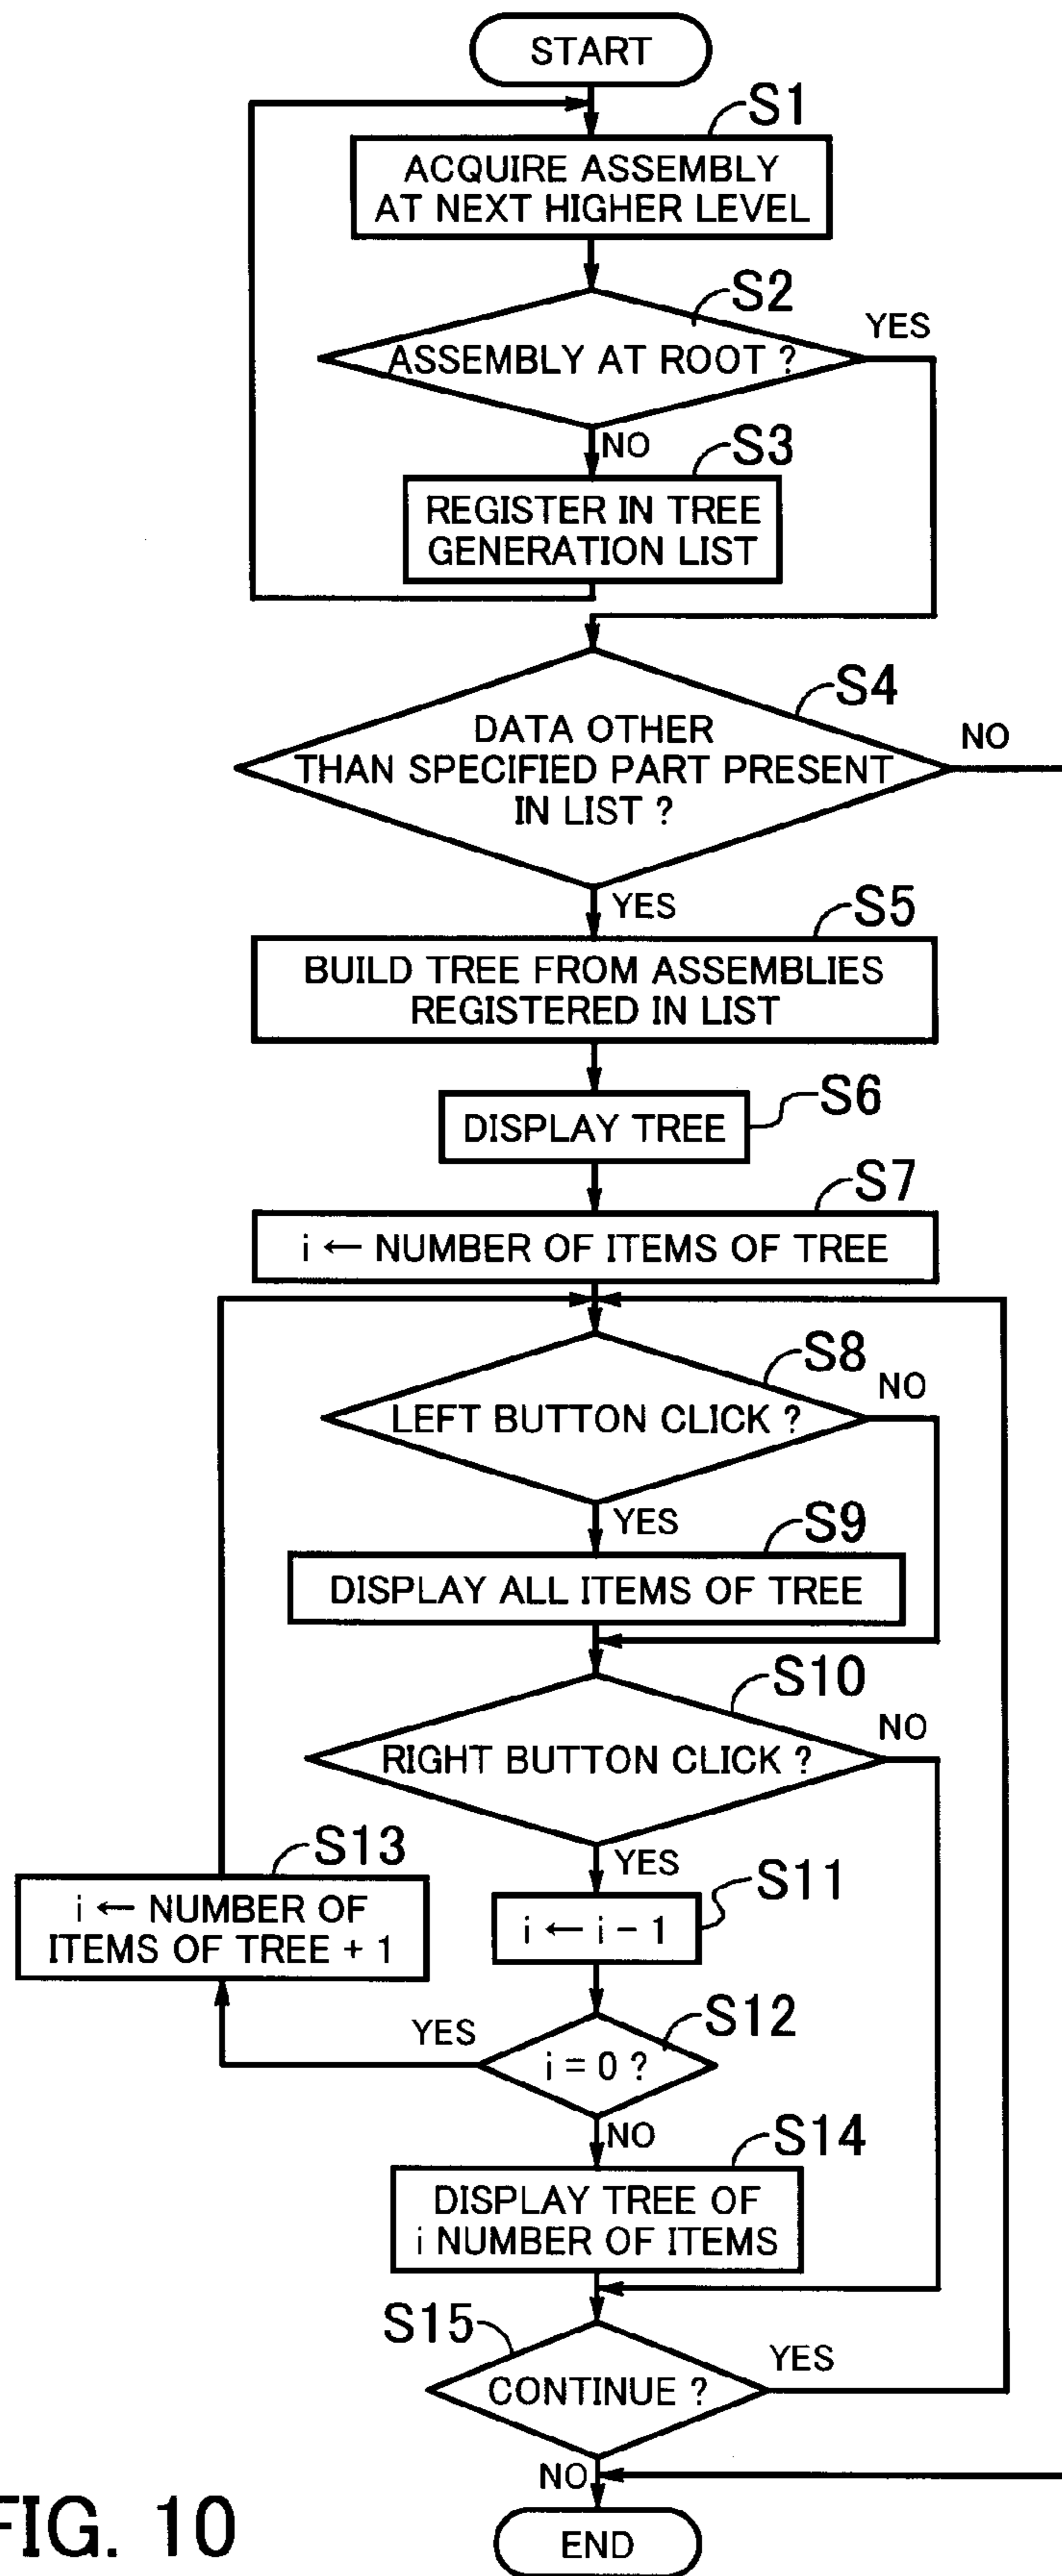 START
S1
ACQUIRE ASSEMBLY
AT NEXT HIGHER LEVEL
S2
YES
ASSEMBLY AT ROOT ?
NO
S3
REGISTER IN TREE
GENERATION LIST
S4
NO
DATA OTHER
THAN SPECIFIED PART PRESENT
IN LIST ?
YES
S5
BUILD TREE FROM ASSEMBLIES
REGISTERED IN LIST
S6
DISPLAY TREE
S7
i ← NUMBER OF ITEMS OF TREE
S8
NO
LEFT BUTTON CLICK ?
YES
S9
DISPLAY ALL ITEMS OF TREE
S10
NO
RIGHT BUTTON CLICK ?
S13
YES
S11
i ← NUMBER OF
ITEMS OF TREE + 1
i ← i - 1
S12
YES
i = 0 ?
NO
S14
DISPLAY TREE OF
i NUMBER OF ITEMS
S15
YES
CONTINUE ?
NO
FIG. 10
END